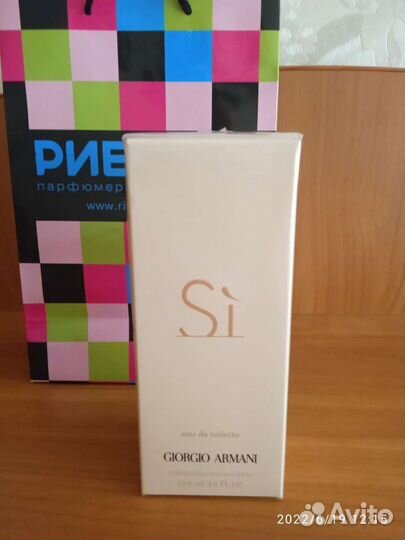 РИВ
парфюмер
www.ri
Sì
eau de toilette
GIORGIO ARMANI
100 ml 3.4 FL.OZ.
2022/6/19 12:15
Avito